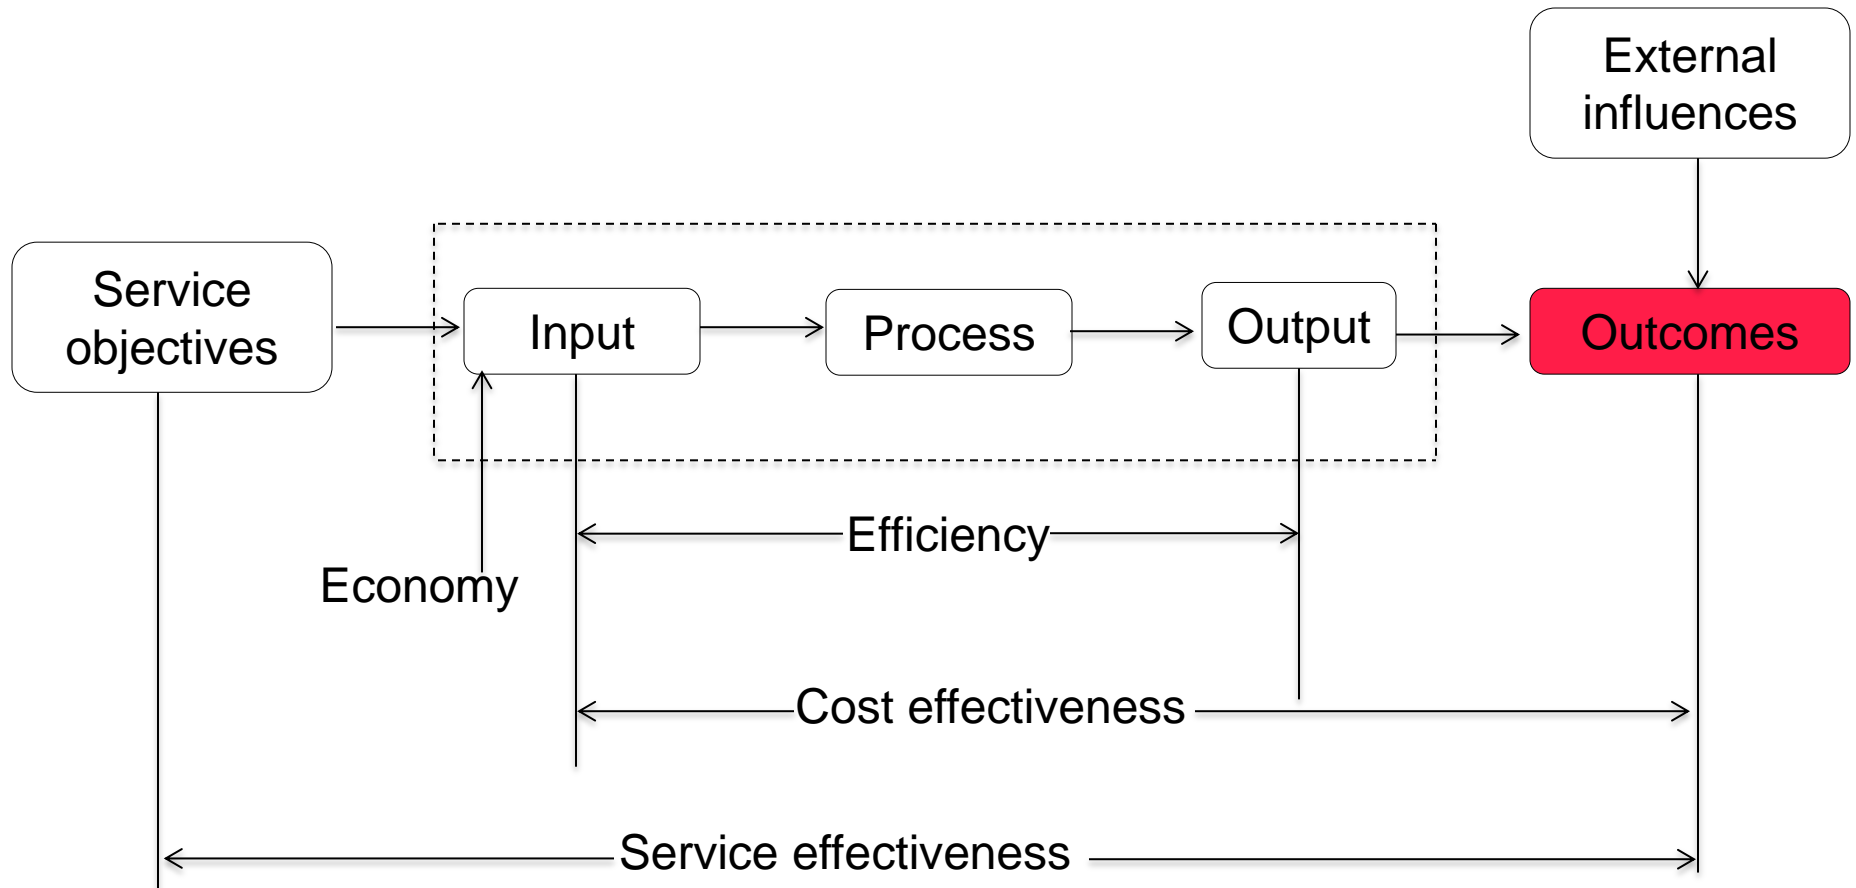 External
influences
Service
objectives
Input
Process
Output
Outcomes
Efficiency
Economy
Cost effectiveness
Service effectiveness